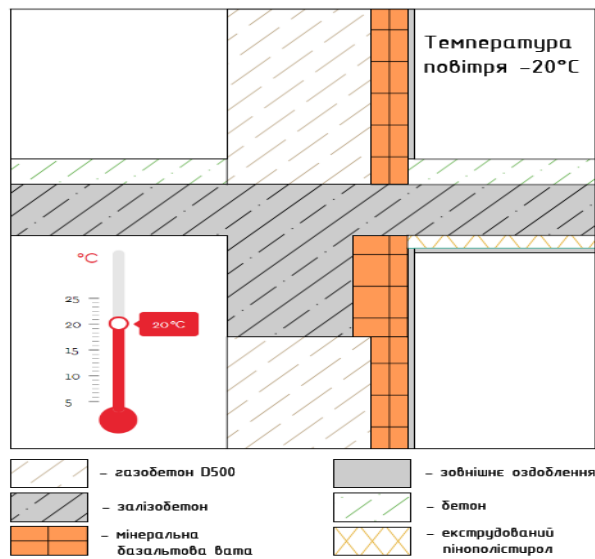 Температура
повітря -20°C
°C
25
20
20°C
15
10
5
- газобетон D500
- залізобетон
- мінеральна
базальтова вата
- зовнішнє оздоблення
- бетон
- екструдований
пінополістирол